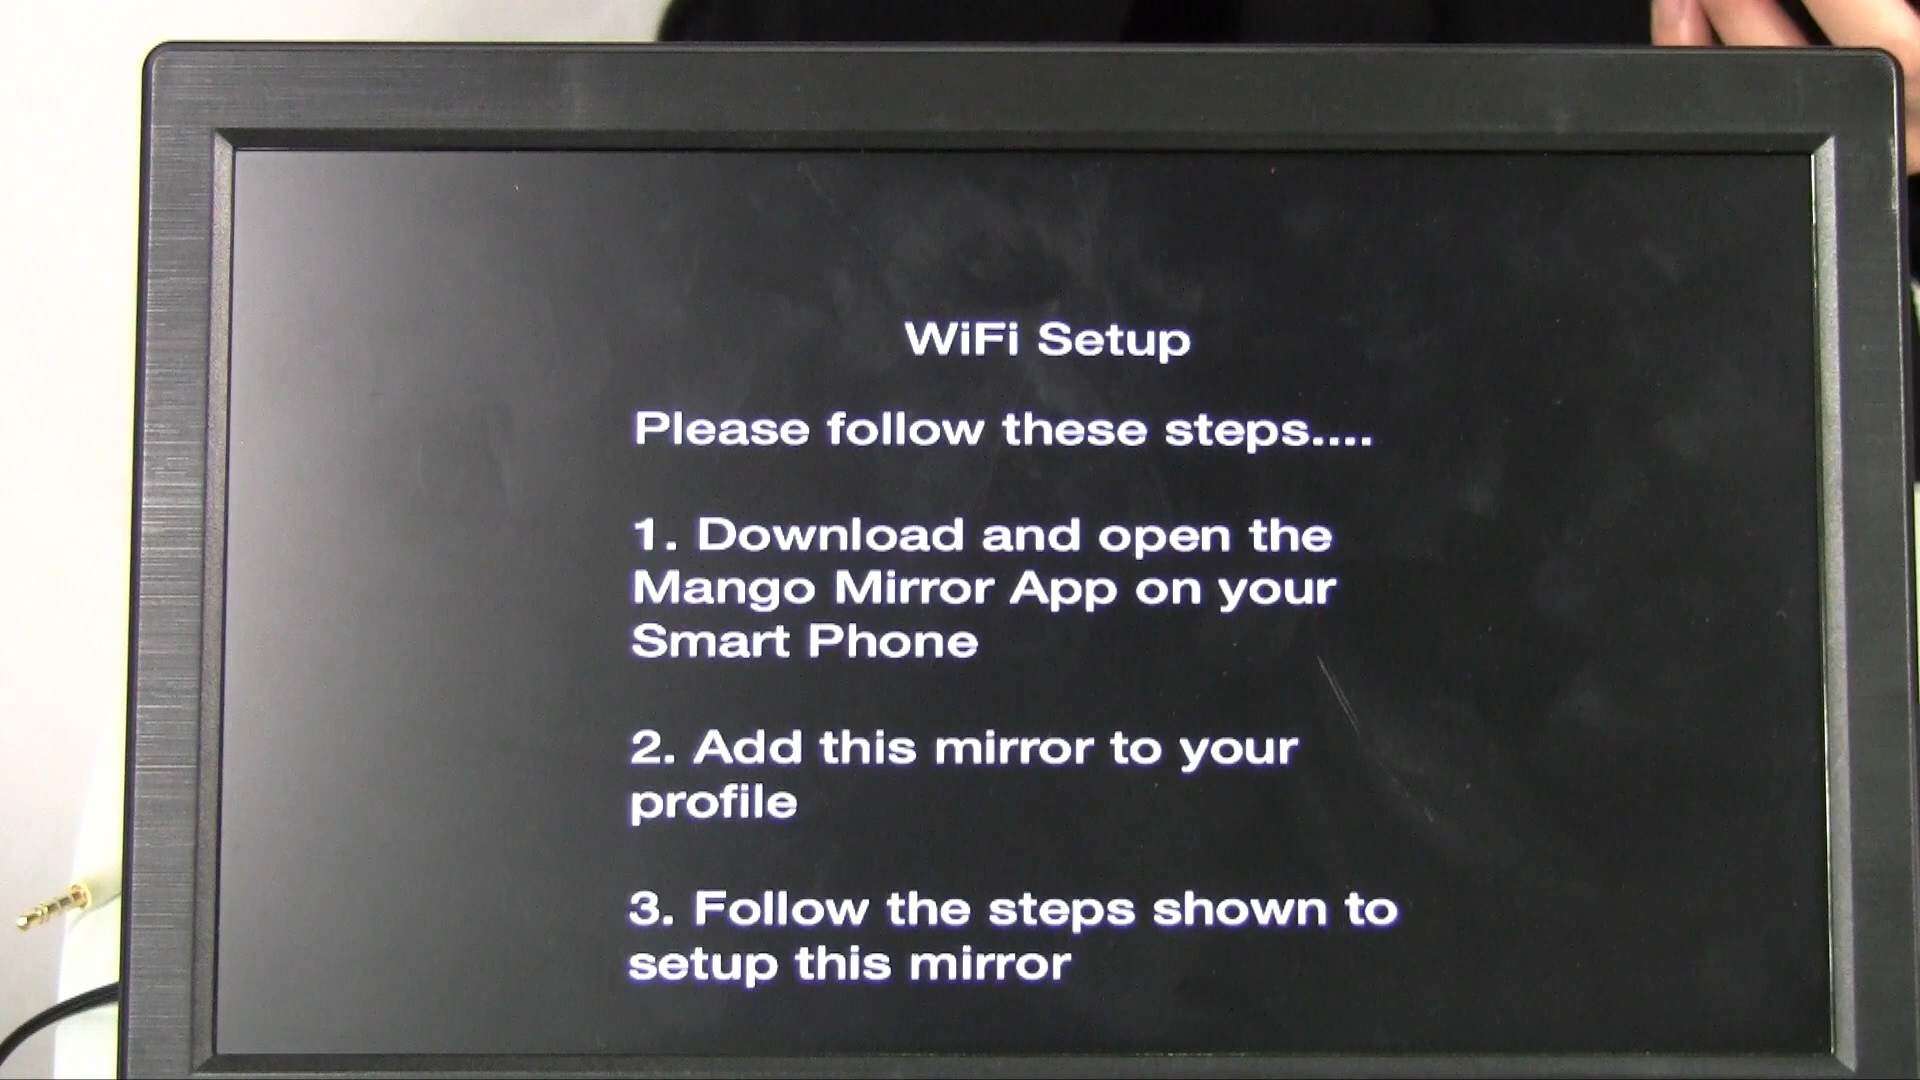 WiFi Setup
Please follow these steps....
1. Download and open the
Mango Mirror App on your
Smart Phone
2. Add this mirror to your
profile
3. Follow the steps shown to
setup this mirror